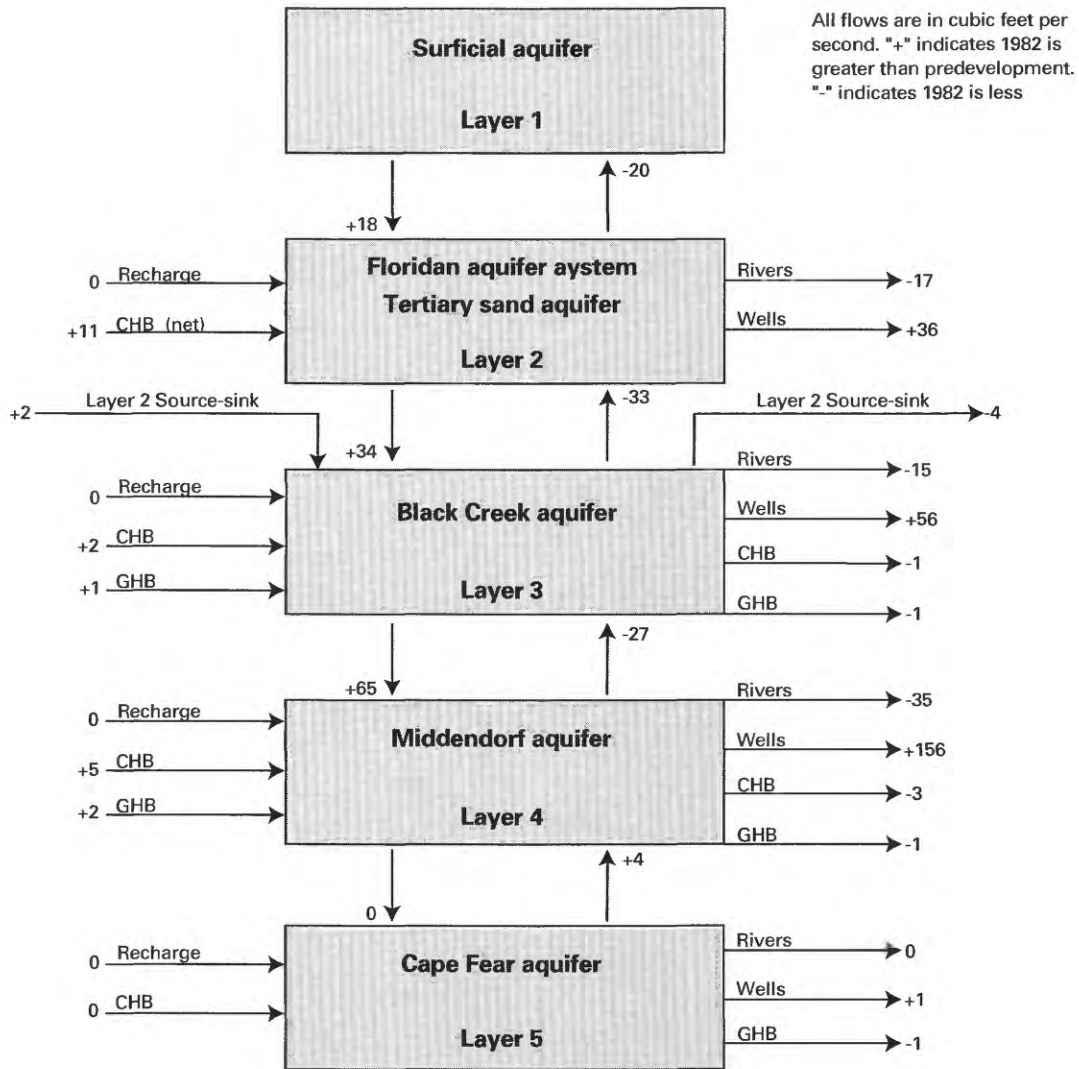 All flows are in cubic feet per
second. "+" indicates 1982 is
greater than predevelopment.
"-" indicates 1982 is less
Surficial aquifer
Layer 1
+18
-20
Floridan aquifer aystem
Tertiary sand aquifer
Layer 2
0 Recharge
+11 CHB (net)
Rivers -17
Wells +36
+2 Layer 2 Source-sink
+34
-33
Layer 2 Source-sink -4
Black Creek aquifer
Layer 3
0 Recharge
+2 CHB
+1 GHB
Rivers -15
Wells +56
CHB -1
GHB -1
+65
-27
Middendorf aquifer
Layer 4
0 Recharge
+5 CHB
+2 GHB
Rivers -35
Wells +156
CHB -3
GHB -1
0
+4
Cape Fear aquifer
Layer 5
0 Recharge
0 CHB
Rivers 0
Wells +1
GHB -1